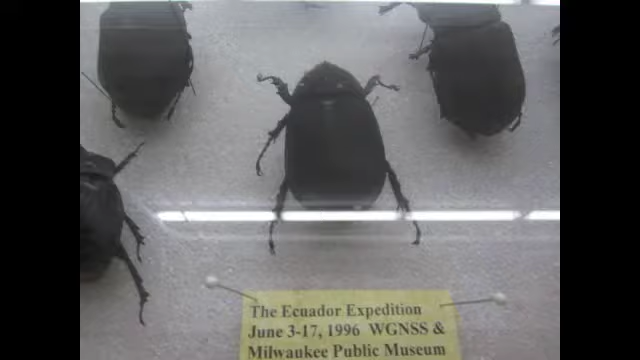 The Ecuador Expedition
June 3-17, 1996 WGNSS &
Milwaukee Public Museum